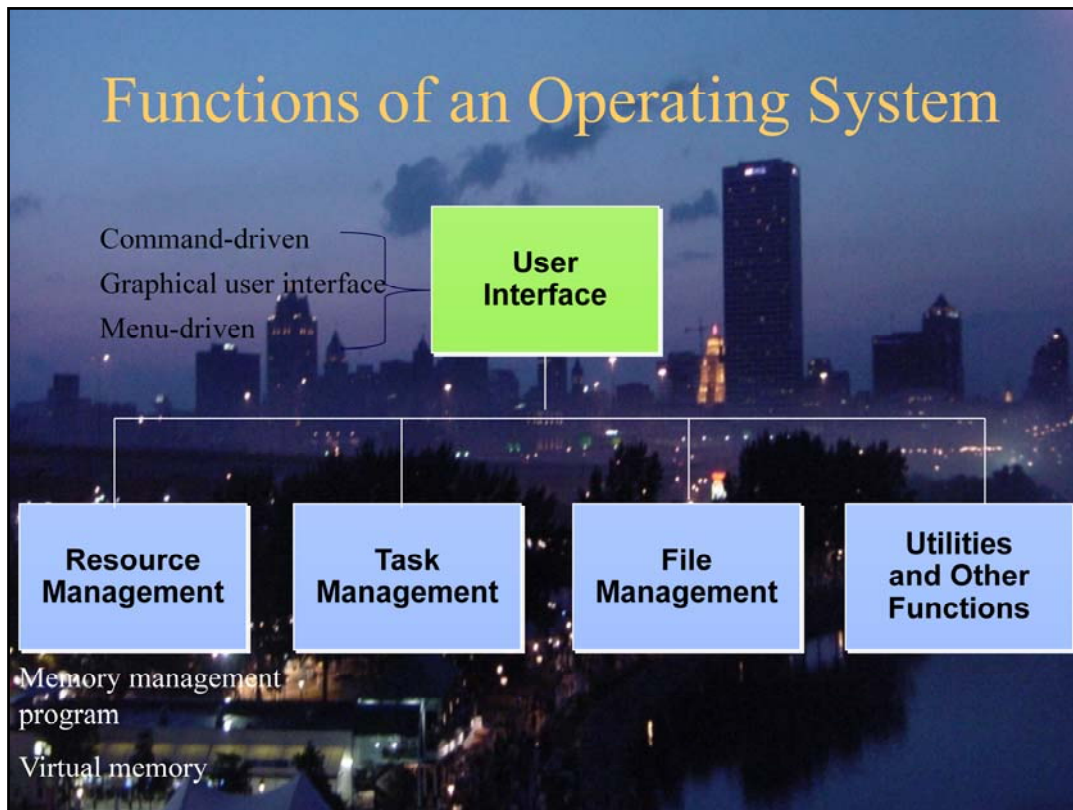 Functions of an Operating System
Command-driven
Graphical user interface
Menu-driven
User
Interface
Resource
Management
Task
Management
File
Management
Utilities
and Other
Functions
Memory management
program
Virtual memory